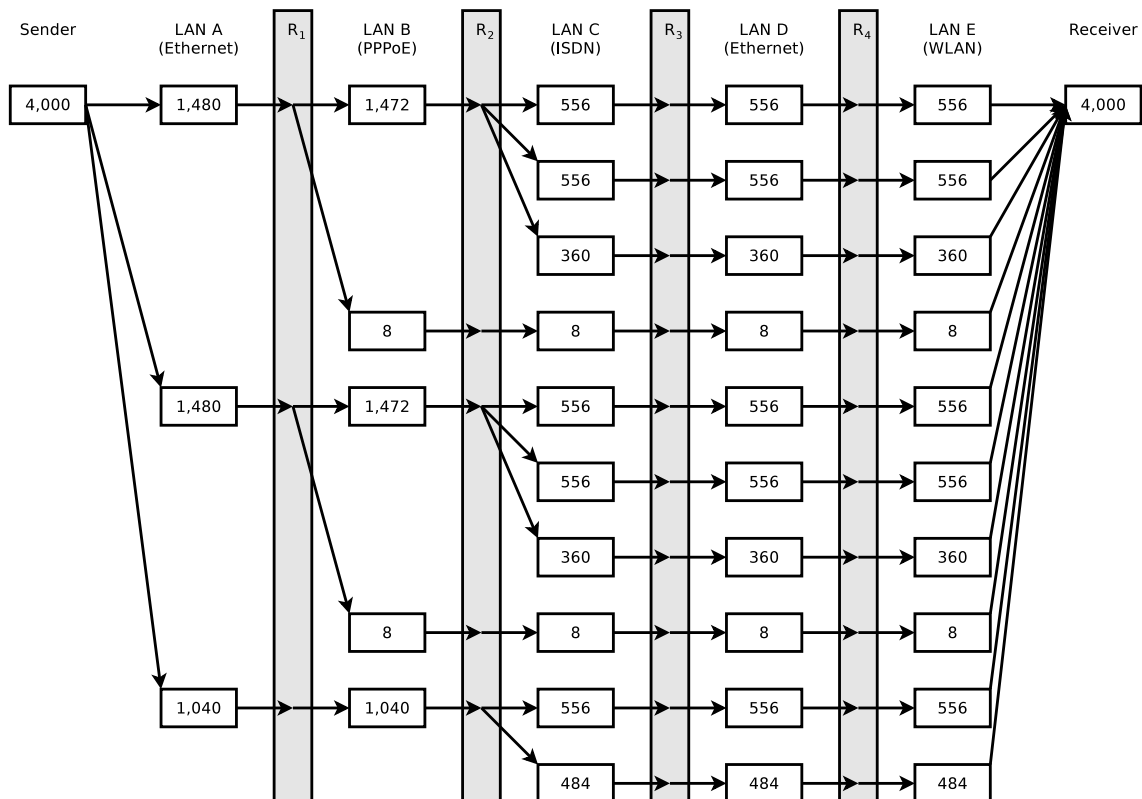 Sender LAN A R1 LAN B R2 LAN C R3 LAN D R4 LAN E Receiver
(Ethernet) (PPPoE) (ISDN) (Ethernet) (WLAN)
4,000 1,480 1,472 556 556 556 4,000
556 556 556
360 360 360
8 8 8 8
1,480 1,472 556 556 556
556 556 556
360 360 360
8 8 8 8
1,040 1,040 556 556 556
484 484 484